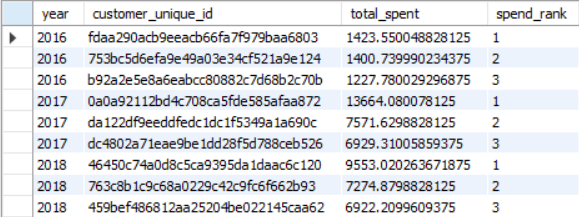 year customer_unique_id total_spent spend_rank
2016 fdaa290acb9eeacb66fa7f979baa6803 1423.550048828125 1
2016 753bc5d6efa9e49a03e34cf521a9e124 1400.739990234375 2
2016 b92a2e5e8a6eabcc80882c7d68b2c70b 1227.780029296875 3
2017 0a0a92112bd4c708ca5fde585afaa872 13664.080078125 1
2017 da122df9eeddfedc1dc1f5349a1a690c 7571.6298828125 2
2017 dc4802a71eae9be1dd28f5d788ceb526 6929.31005859375 3
2018 46450c74a0d8c5ca9395da1daac6c120 9553.020263671875 1
2018 763c8b1c9c68a0229c42c9fc6f662b93 7274.8798828125 2
2018 459bef486812aa25204be022145caa62 6922.2099609375 3